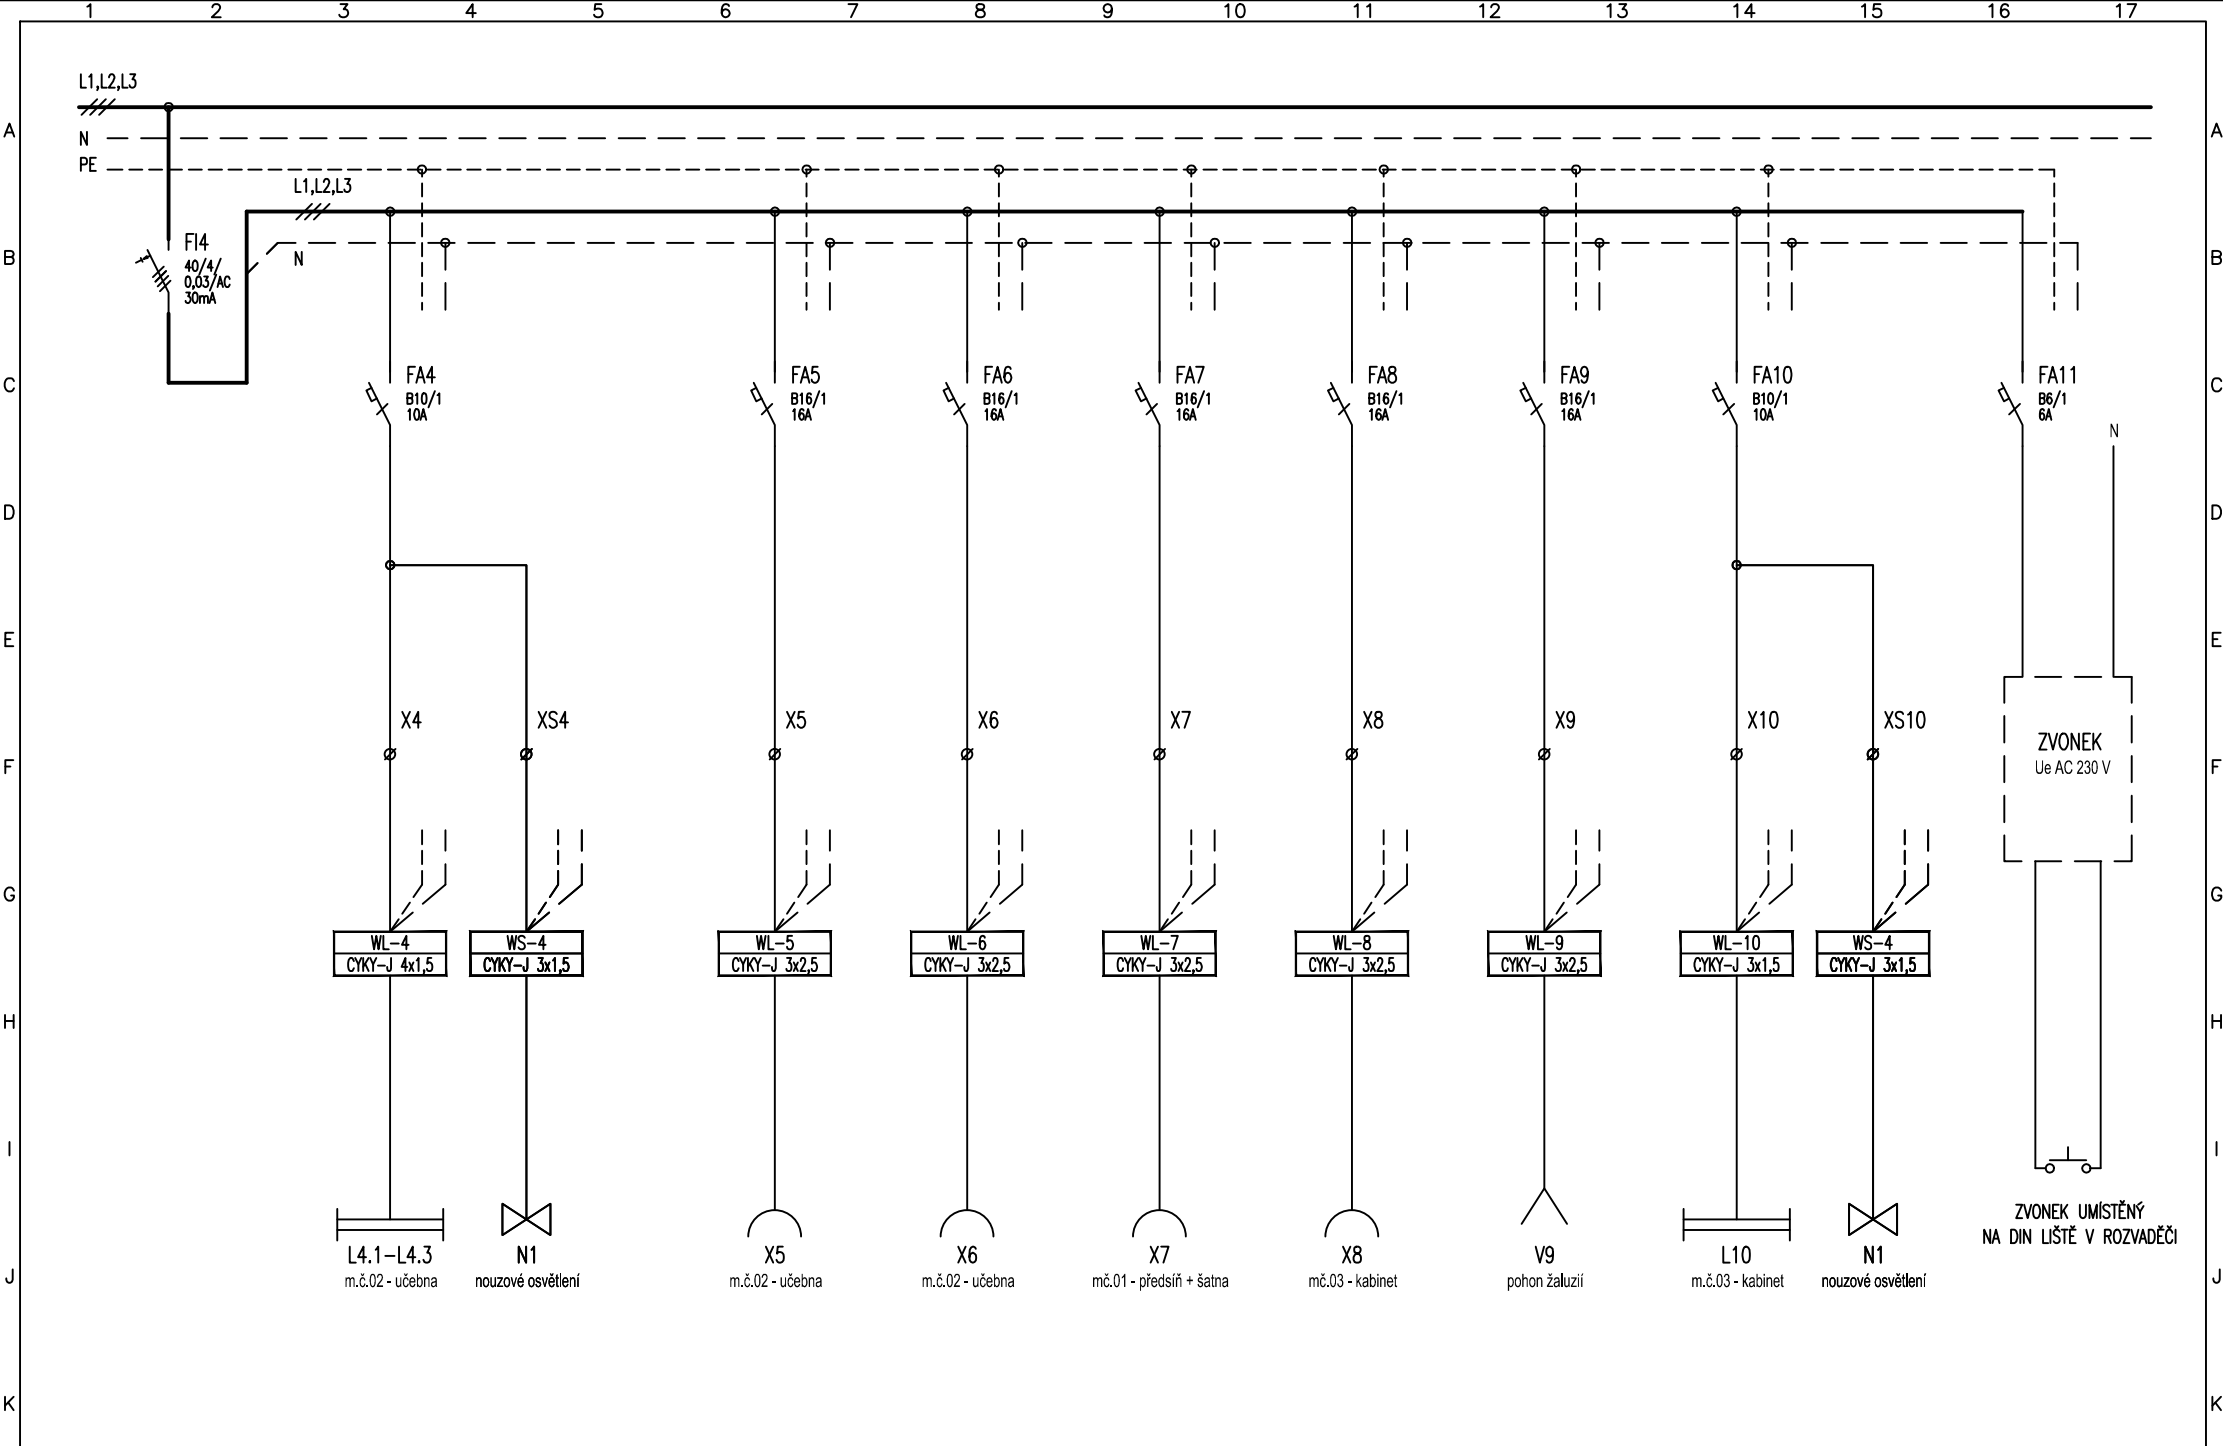 1 2 3 4 5 6 7 8 9 10 11 12 13 14 15 16 17
L1,L2,L3
A A
N
PE
L1,L2,L3
FI4
B N B
40/4/
0,03/AC
30mA
C C
FA4
B10/1
10A
FA5
B16/1
16A
FA6
B16/1
16A
FA7
B16/1
16A
FA8
B16/1
16A
FA9
B16/1
16A
FA10
B10/1
10A
FA11
B6/1
6A
N
D D
E E
X4 XS4 X5 X6 X7 X8 X9 X10 XS10
ZVONEK
Ue AC 230 V
F F
G G
WL-4
CYKY-J 4x1,5
WS-4
CYKY-J 3x1,5
WL-5
CYKY-J 3x2,5
WL-6
CYKY-J 3x2,5
WL-7
CYKY-J 3x2,5
WL-8
CYKY-J 3x2,5
WL-9
CYKY-J 3x2,5
WL-10
CYKY-J 3x1,5
WS-4
CYKY-J 3x1,5
H H
I I
ZVONEK UMÍSTĚNÝ
NA DIN LIŠTĚ V ROZVADĚČI
L4.1-L4.3
m.č.02 - učebna
N1
nouzové osvětlení
X5
m.č.02 - učebna
X6
m.č.02 - učebna
X7
mč.01 - předsíň + šatna
X8
mč.03 - kabinet
V9
pohon žaluzií
L10
m.č.03 - kabinet
N1
nouzové osvětlení
J J
K K